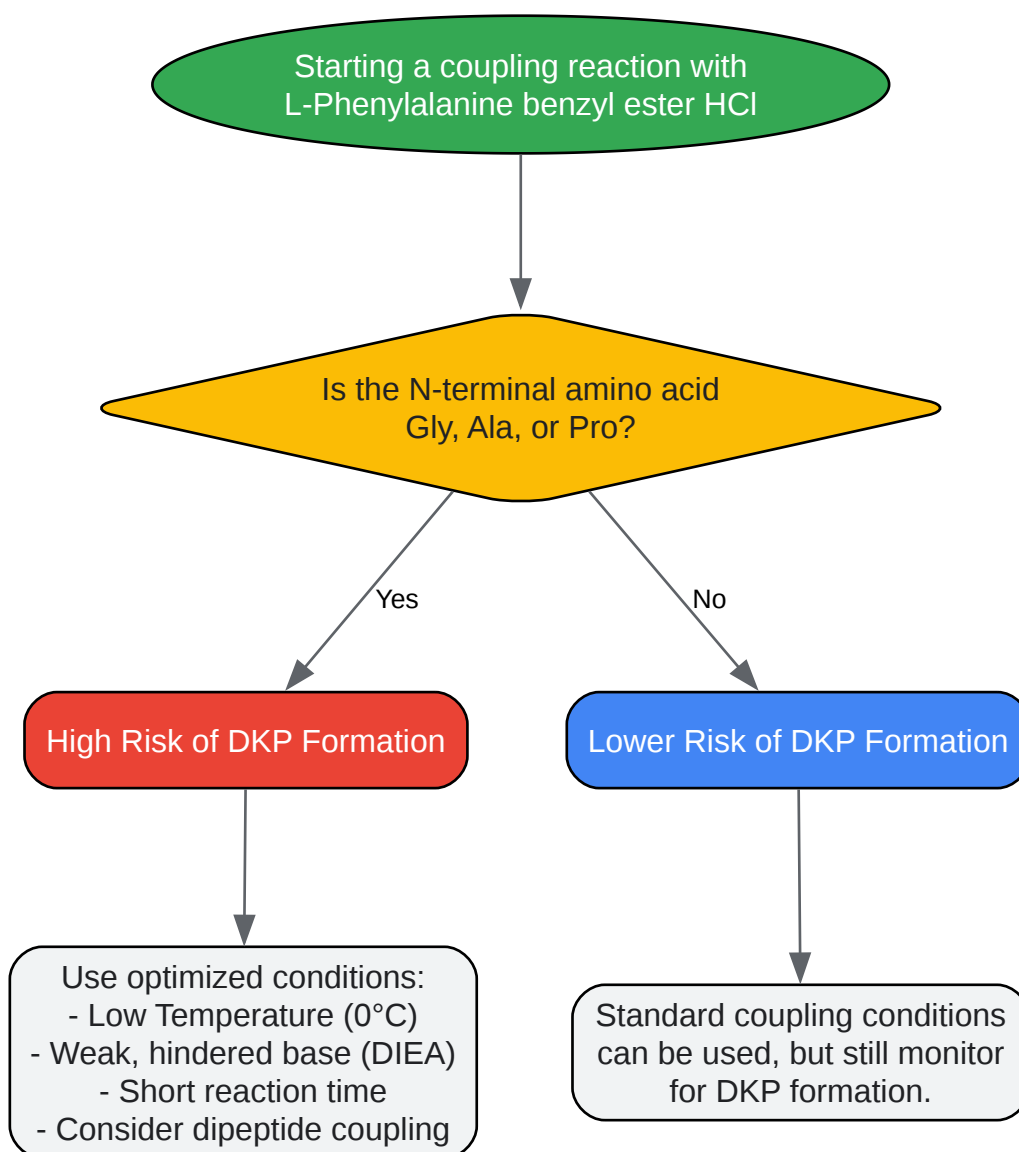 Starting a coupling reaction with
L-Phenylalanine benzyl ester HCl
Is the N-terminal amino acid
Gly, Ala, or Pro?
Yes
No
High Risk of DKP Formation
Lower Risk of DKP Formation
Use optimized conditions:
- Low Temperature (0°C)
- Weak, hindered base (DIEA)
- Short reaction time
- Consider dipeptide coupling
Standard coupling conditions
can be used, but still monitor
for DKP formation.